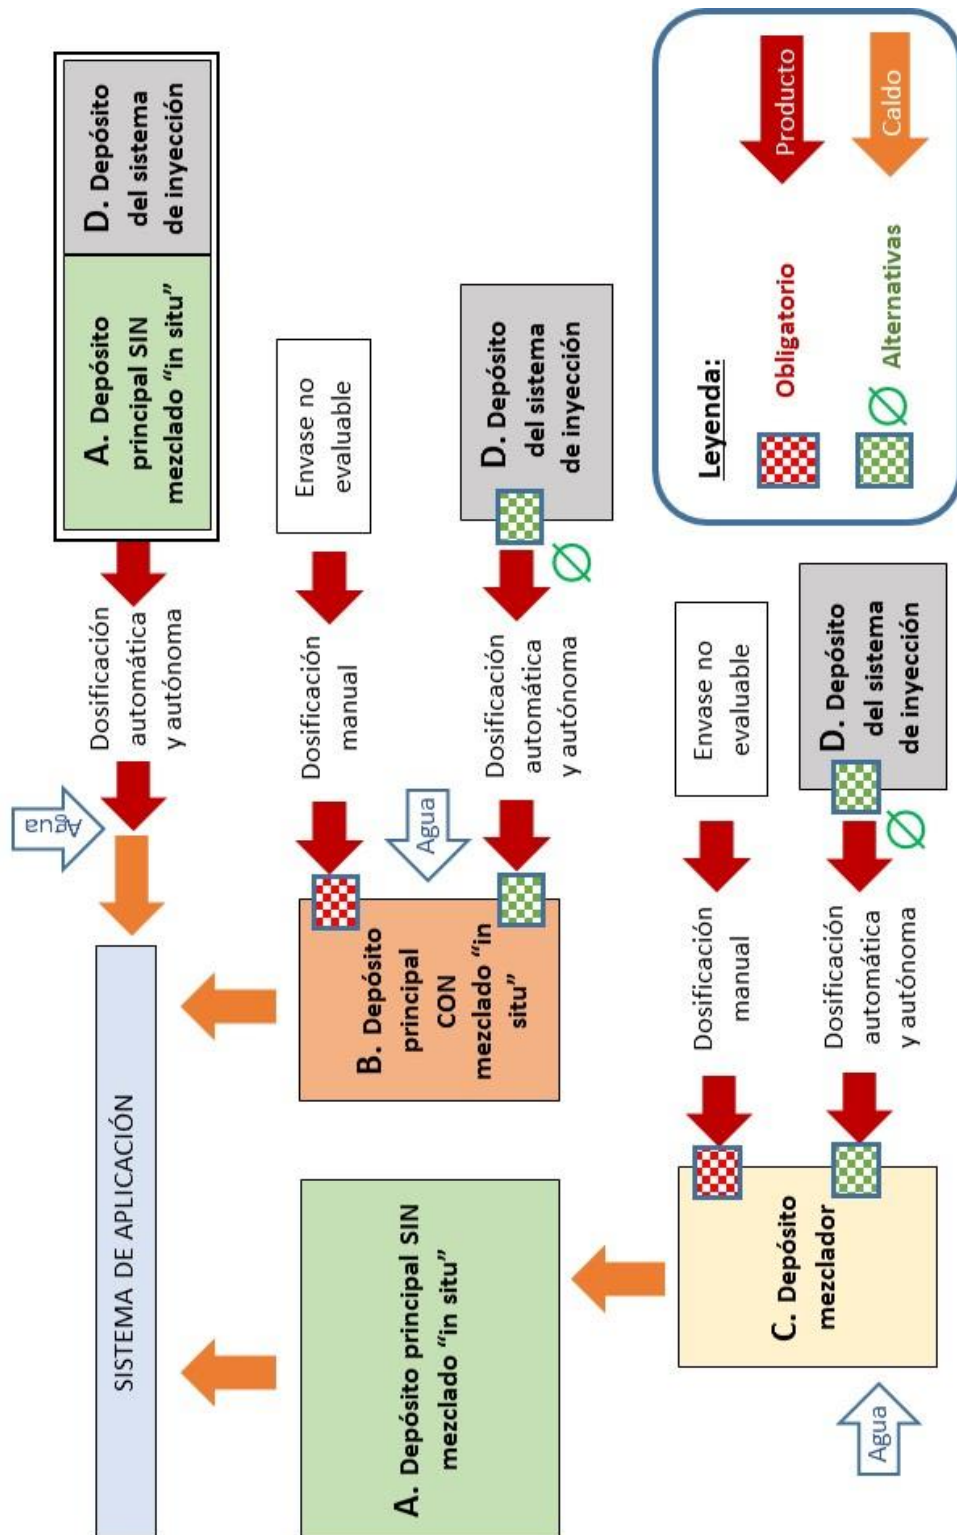 SISTEMA DE APLICACIÓN
Agua
Dosificación
automática
y autónoma
A. Depósito
principal SIN
mezclado "in situ"
D. Depósito
del sistema
de inyección
A. Depósito principal SIN
mezclado "in situ"
B. Depósito
principal
CON
mezclado "in
situ"
Dosificación
manual
Envase no
evaluable
Agua
Dosificación
automática
y autónoma
D. Depósito
del sistema
de inyección
Agua
C. Depósito
mezclador
Dosificación
manual
Envase no
evaluable
Dosificación
automática
y autónoma
D. Depósito
del sistema
de inyección
Leyenda:
Obligatorio
Producto
Alternativas
Caldo